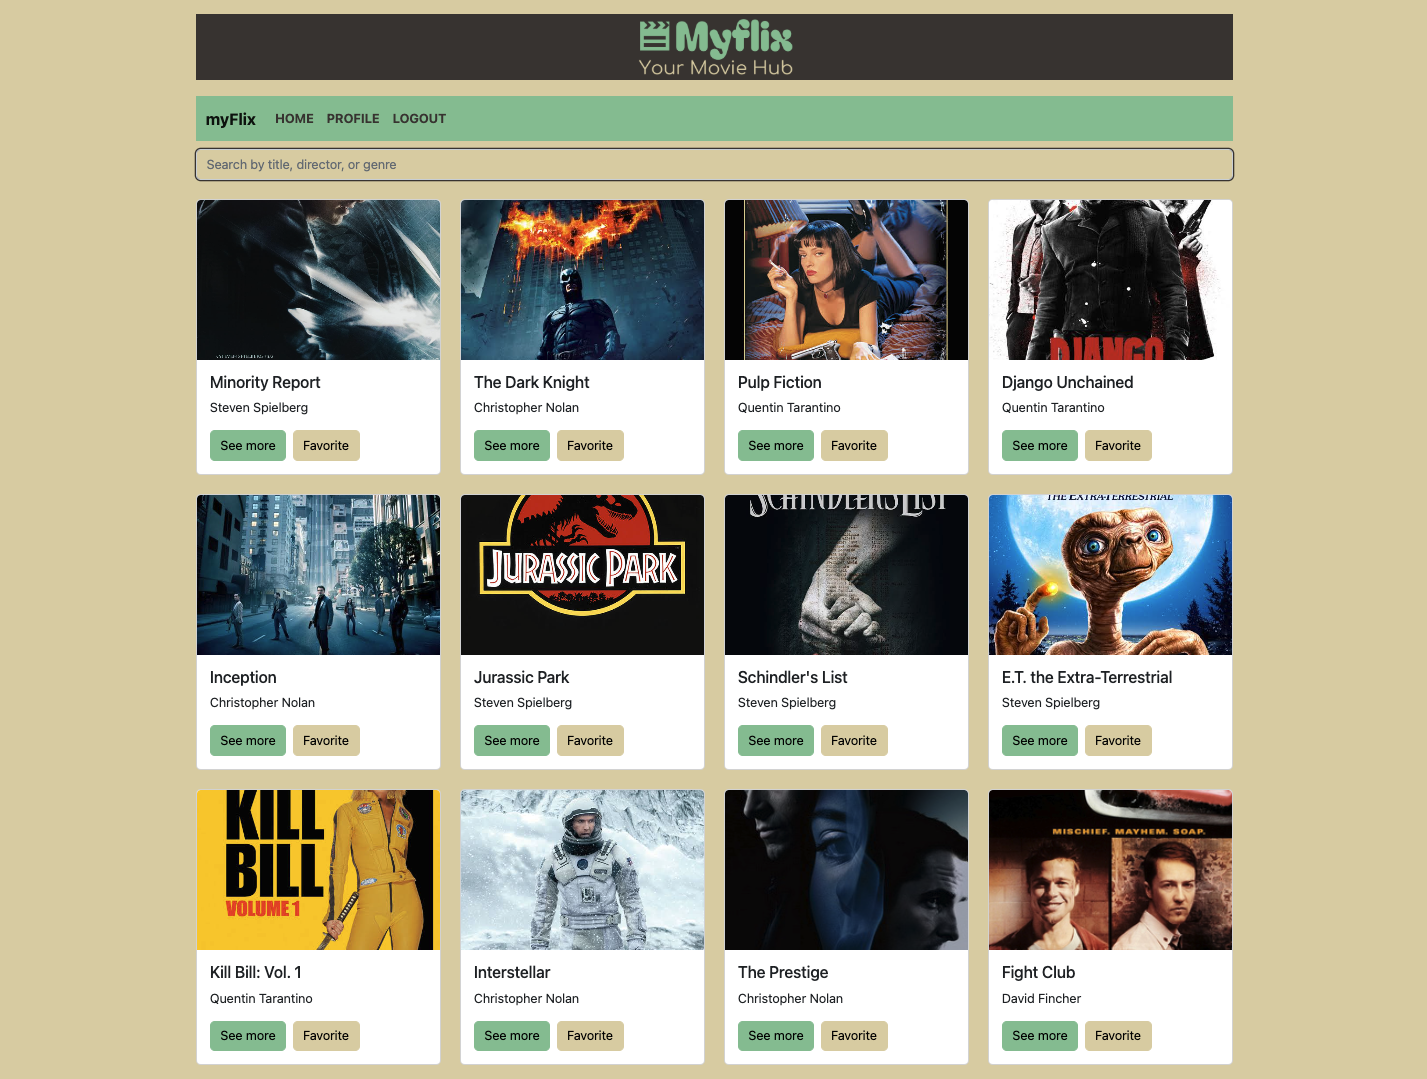 Myflix
Your Movie Hub
myFlix HOME PROFILE LOGOUT
Search by title, director, or genre
DJANGO
Minority Report
Steven Spielberg
See more Favorite
The Dark Knight
Christopher Nolan
See more Favorite
Pulp Fiction
Quentin Tarantino
See more Favorite
Django Unchained
Quentin Tarantino
See more Favorite
JURASSIC PARK
SCHINDLER'S LIST
THE EXTRA-TERRESTRIAL
Inception
Christopher Nolan
See more Favorite
Jurassic Park
Steven Spielberg
See more Favorite
Schindler's List
Steven Spielberg
See more Favorite
E.T. the Extra-Terrestrial
Steven Spielberg
See more Favorite
KILL
BILL
VOLUME 1
MISCHIEF. MAYHEM. SOAP.
Kill Bill: Vol. 1
Quentin Tarantino
See more Favorite
Interstellar
Christopher Nolan
See more Favorite
The Prestige
Christopher Nolan
See more Favorite
Fight Club
David Fincher
See more Favorite